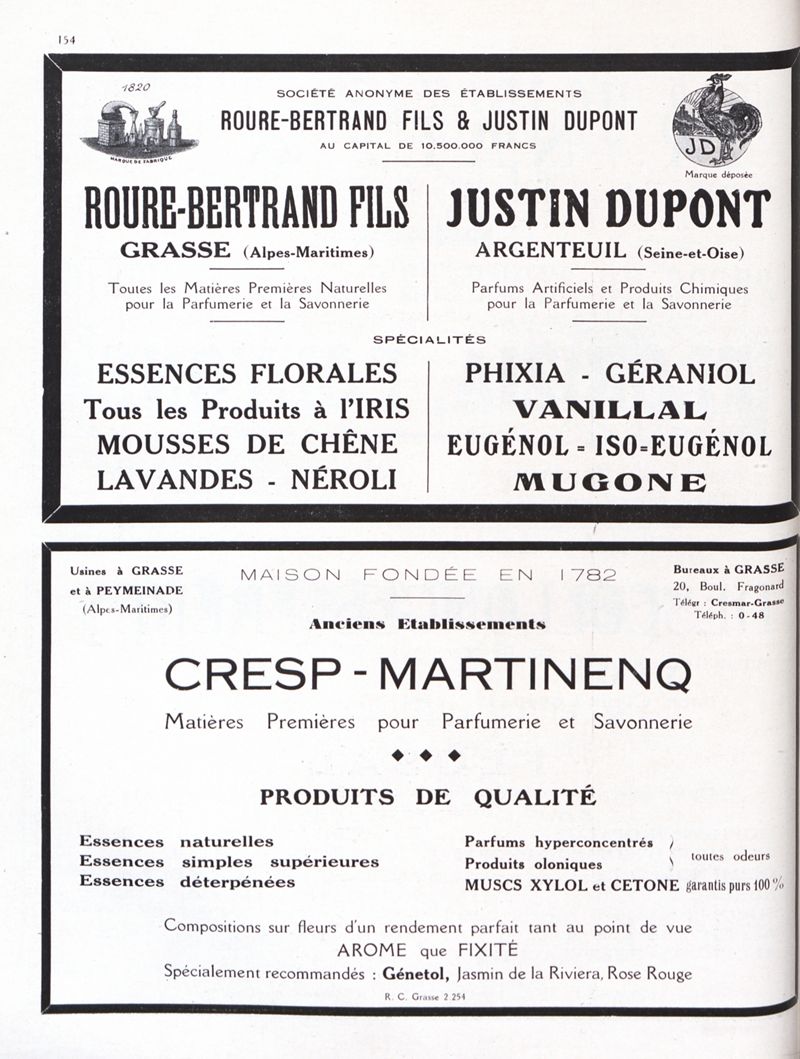 154
1820
MARQUE DE FABRIQUE
SOCIÉTÉ ANONYME DES ÉTABLISSEMENTS
ROURE-BERTRAND FILS & JUSTIN DUPONT
AU CAPITAL DE 10.500.000 FRANCS
JD
Marque déposée
ROURE-BERTRAND FILS
GRASSE (Alpes-Maritimes)
Toutes les Matières Premières Naturelles
pour la Parfumerie et la Savonnerie
JUSTIN DUPONT
ARGENTEUIL (Seine-et-Oise)
Parfums Artificiels et Produits Chimiques
pour la Parfumerie et la Savonnerie
SPÉCIALITÉS
ESSENCES FLORALES
Tous les Produits à l'IRIS
MOUSSES DE CHÊNE
LAVANDES - NÉROLI
PHIXIA - GÉRANIOL
VANILLAL
EUGÉNOL = ISO=EUGÉNOL
MUGONE
Usines à GRASSE
et à PEYMEINADE
(Alpes-Maritimes)
MAISON FONDÉE EN 1782
Bureaux à GRASSE
20, Boul. Fragonard
Télégr : Cresmar-Grasse
Téléph. : 0-48
Anciens Etablissements
CRESP-MARTINENQ
Matières Premières pour Parfumerie et Savonnerie
PRODUITS DE QUALITÉ
Essences naturelles
Essences simples supérieures
Essences déterpénées
Parfums hyperconcentrés
Produits oloniques
toutes odeurs
MUSCS XYLOL et CETONE garantis purs 100 %
Compositions sur fleurs d'un rendement parfait tant au point de vue
AROME que FIXITÉ
Spécialement recommandés : Génetol, Jasmin de la Riviera, Rose Rouge
R. C. Grasse 2.254